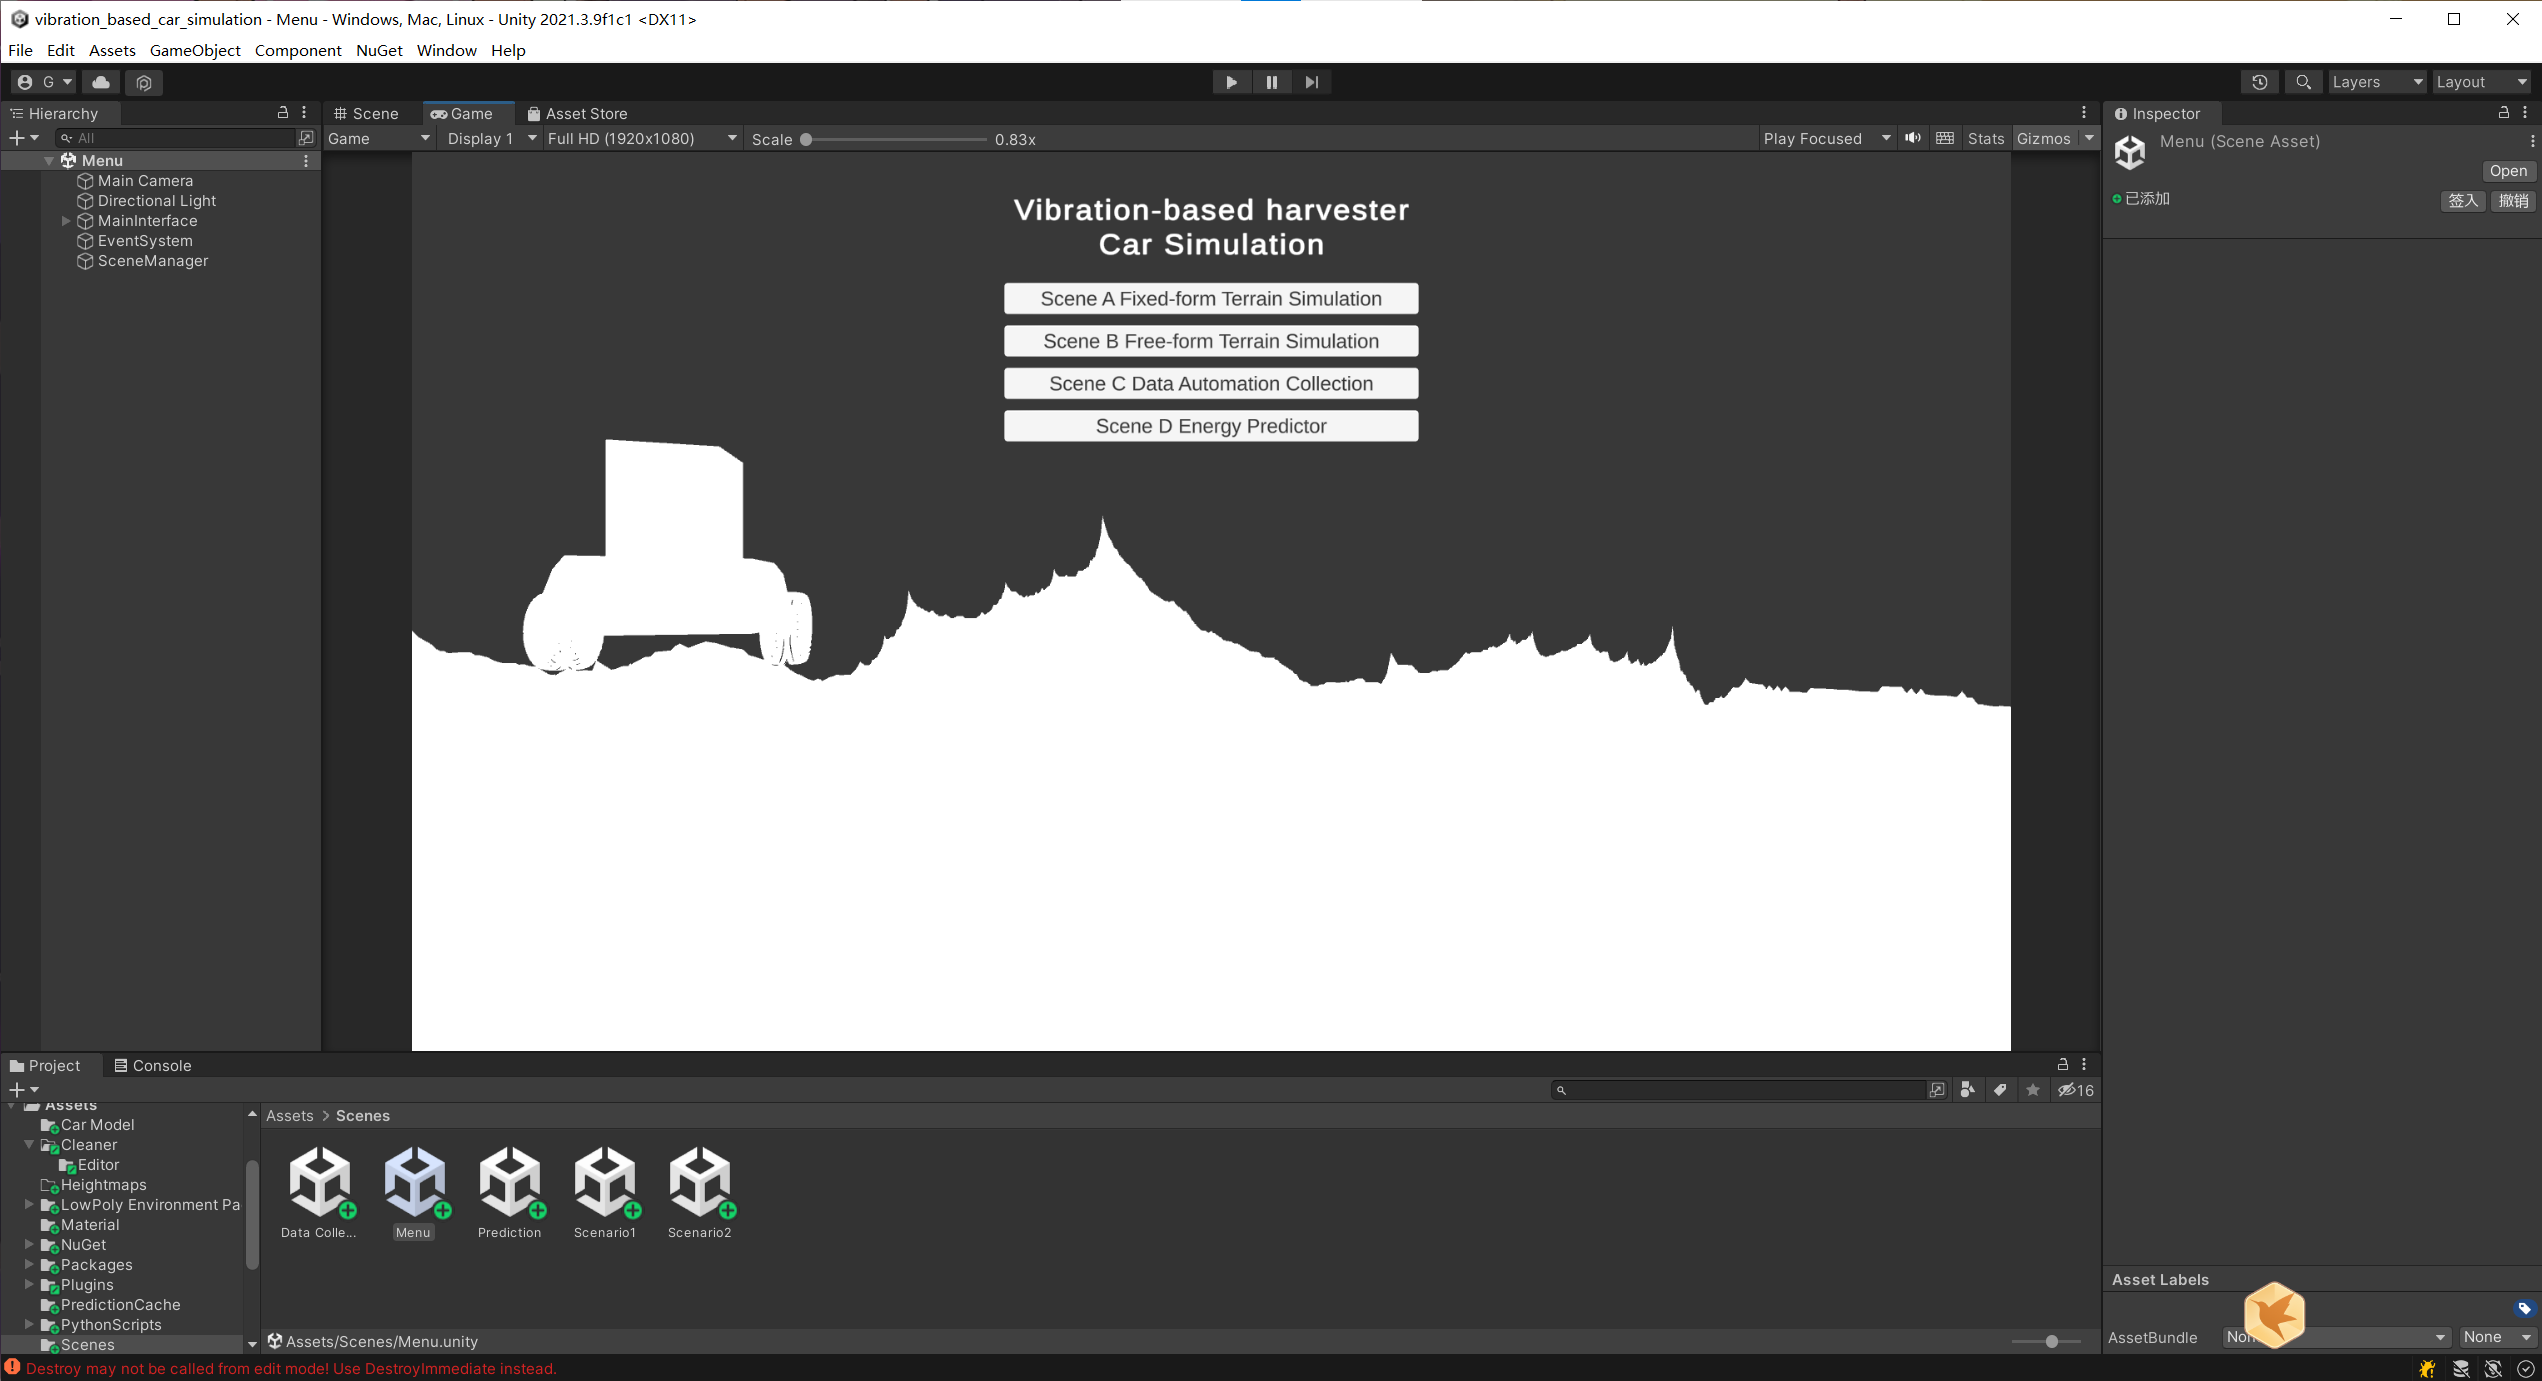 vibration_based_car_simulation - Menu - Windows, Mac, Linux - Unity 2021.3.9f1c1 <DX11>
File Edit Assets GameObject Component NuGet Window Help
G Layers Layout
Hierarchy
All
Menu
Main Camera
Directional Light
MainInterface
EventSystem
SceneManager
Scene Game Asset Store
Game Display 1 Full HD (1920x1080) Scale 0.83x Play Focused Stats Gizmos
Vibration-based harvester
Car Simulation
Scene A Fixed-form Terrain Simulation
Scene B Free-form Terrain Simulation
Scene C Data Automation Collection
Scene D Energy Predictor
Inspector
Menu (Scene Asset)
Open
已添加 签入 撤销
Project Console
16
Assets
Car Model
Cleaner
Editor
Heightmaps
LowPoly Environment Pa
Material
NuGet
Packages
Plugins
PredictionCache
PythonScripts
Scenes
Assets > Scenes
Data Colle... Menu Prediction Scenario1 Scenario2
Assets/Scenes/Menu.unity
Asset Labels
AssetBundle None
Destroy may not be called from edit mode! Use DestroyImmediate instead.